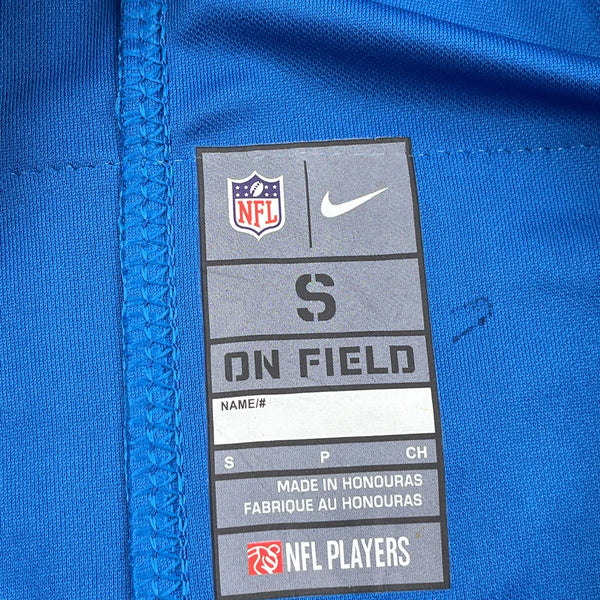 NFL
S
ON FIELD
NAME/#
S P CH
MADE IN HONOURAS
FABRIQUE AU HONOURAS
NFL PLAYERS